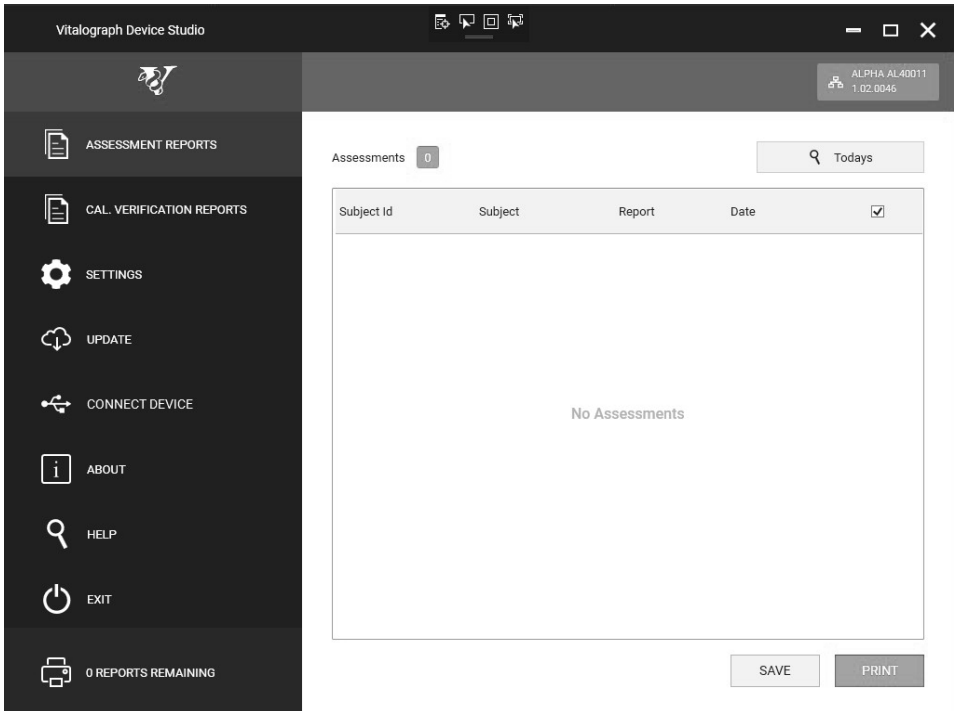 Vitalograph Device Studio
ALPHA AL40011
1.02.0046
ASSESSMENT REPORTS
CAL. VERIFICATION REPORTS
SETTINGS
UPDATE
CONNECT DEVICE
i
ABOUT
HELP
EXIT
0 REPORTS REMAINING
Assessments 0
Todays
Subject Id Subject Report Date
No Assessments
SAVE PRINT